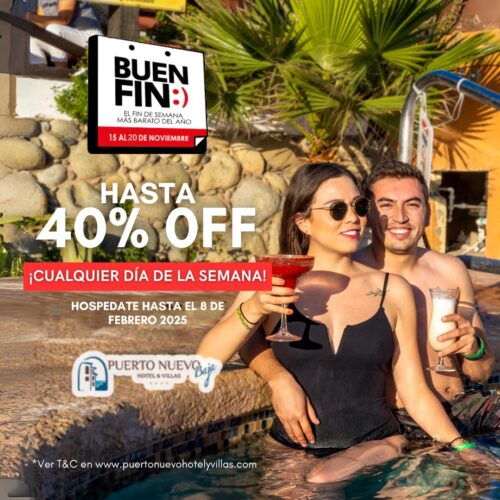 BUEN
FIN:)
EL FIN DE SEMANA
MÁS BARATO DEL AÑO
15 AL 20 DE NOVIEMBRE
HASTA
40% OFF
¡CUALQUIER DÍA DE LA SEMANA!
HOSPEDATE HASTA EL 8 DE
FEBRERO 2025
PUERTO NUEVO
Baja
HOTEL & VILLAS
*Ver T&C en www.puertonuevohotelyvillas.com